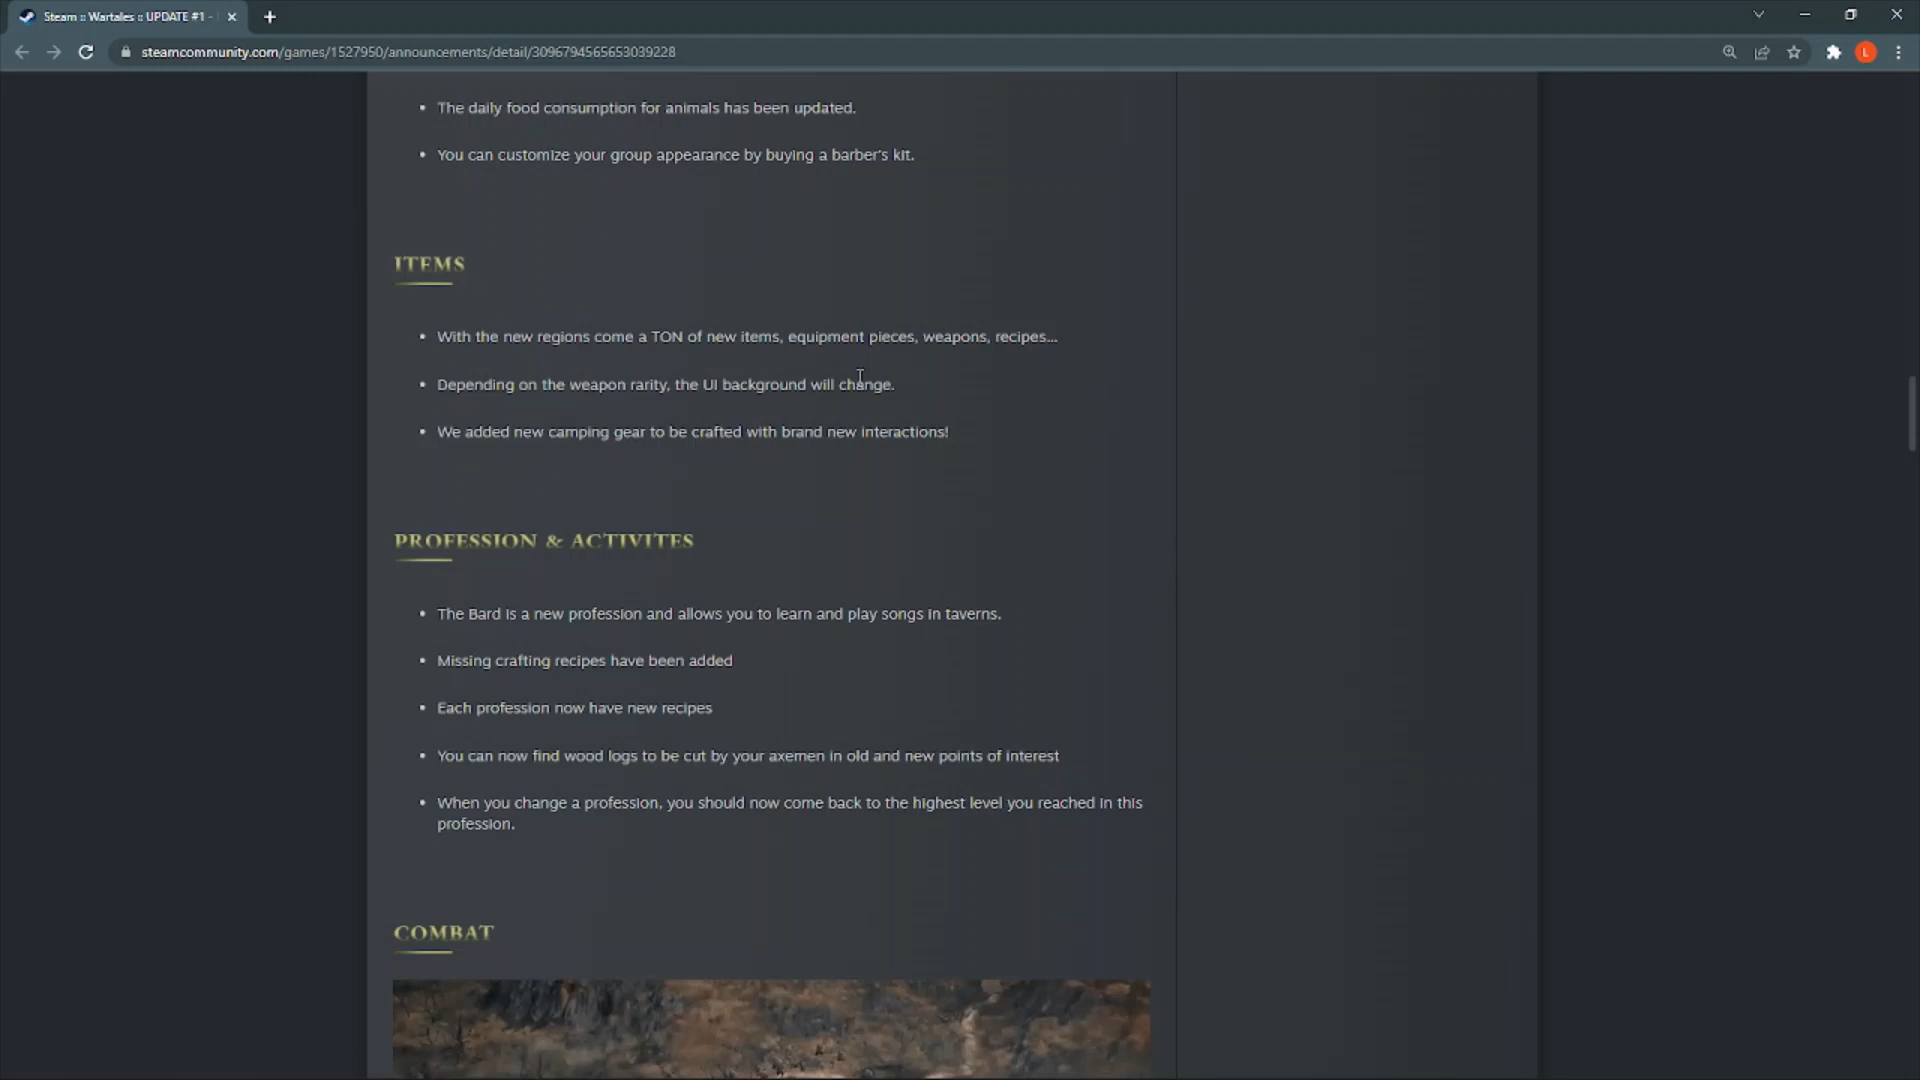 Steam :: Wartales :: UPDATE #1 -
steamcommunity.com/games/1527950/announcements/detail/3096794565653039228
L
• The daily food consumption for animals has been updated.
• You can customize your group appearance by buying a barber's kit.
ITEMS
• With the new regions come a TON of new items, equipment pieces, weapons, recipes...
• Depending on the weapon rarity, the UI background will change.
• We added new camping gear to be crafted with brand new interactions!
PROFESSION & ACTIVITES
• The Bard is a new profession and allows you to learn and play songs in taverns.
• Missing crafting recipes have been added
• Each profession now have new recipes
• You can now find wood logs to be cut by your axemen in old and new points of interest
• When you change a profession, you should now come back to the highest level you reached in this
profession.
COMBAT